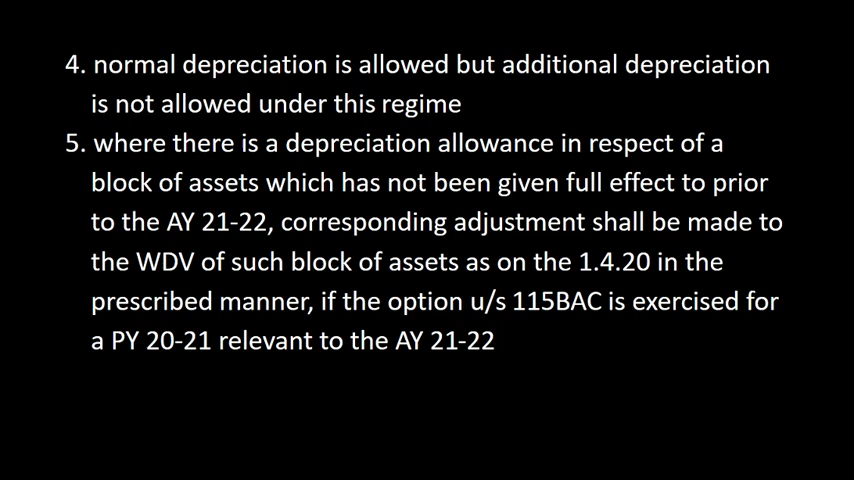 4. normal depreciation is allowed but additional depreciation
is not allowed under this regime
5. where there is a depreciation allowance in respect of a
block of assets which has not been given full effect to prior
to the AY 21-22, corresponding adjustment shall be made to
the WDV of such block of assets as on the 1.4.20 in the
prescribed manner, if the option u/s 115BAC is exercised for
a PY 20-21 relevant to the AY 21-22